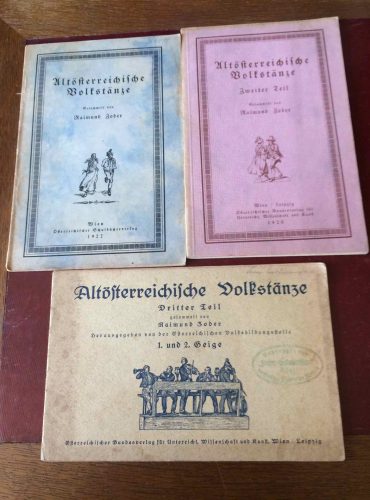 Altösterreichische
Volkstänze
Gesammelt von
Raimund Zoder
Wien
Österreichischer Schulbücherverlag
1922
Altösterreichische
Volkstänze
Zweiter Teil
Gesammelt von
Raimund Zoder
Wien Leipzig
Österreichischer Bundesverlag für
Unterricht, Wissenschaft und Kunst
Altösterreichische Volkstänze
Dritter Teil
gesammelt von
Raimund Zoder
Herausgegeben von der Österreichischen Volksbildungsstelle
1. und 2. Geige
Österreichischer Bundesverlag für Unterricht, Wissenschaft und Kunst, Wien Leipzig